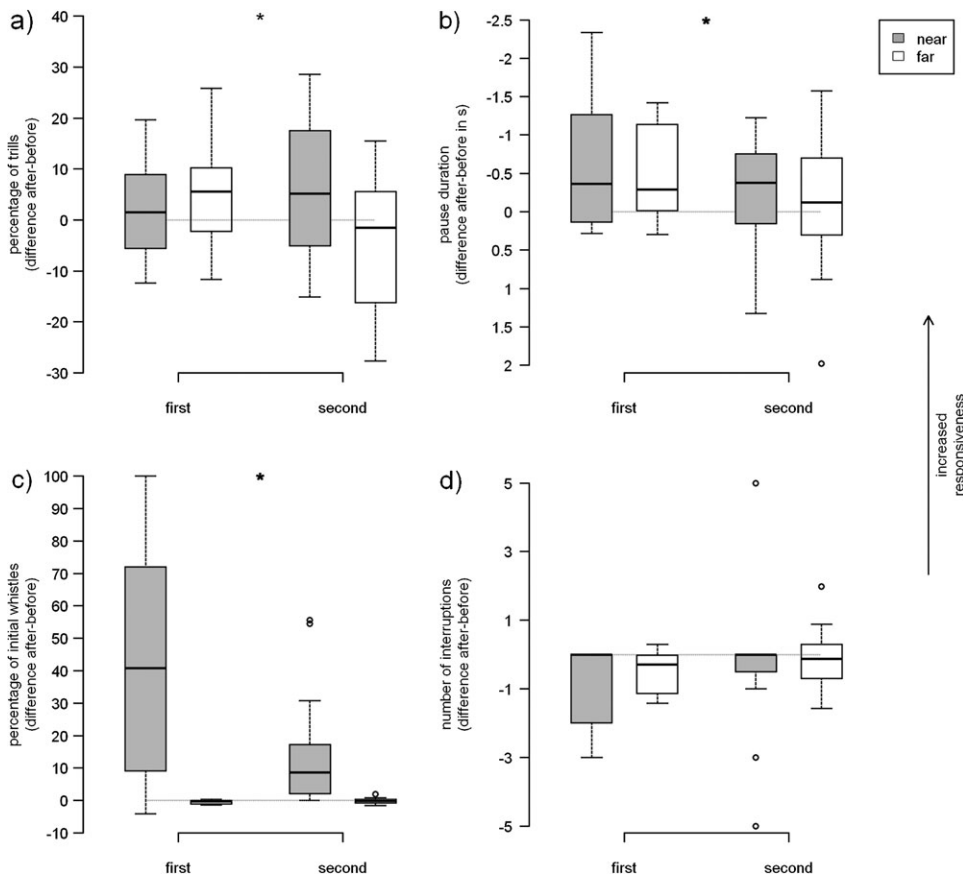 a)
*
percentage of trills
(difference after-before)
40
30
20
10
0
-10
-20
-30
first
second
b)
*
pause duration
(difference after-before in s)
-2.5
-2
-1.5
-1
-0.5
0
0.5
1
1.5
2
first
second
near
far
increased
responsiveness
c)
*
percentage of initial whistles
(difference after-before)
100
90
80
70
60
50
40
30
20
10
0
-10
first
second
d)
number of interruptions
(difference after-before)
5
3
1
-1
-3
-5
first
second